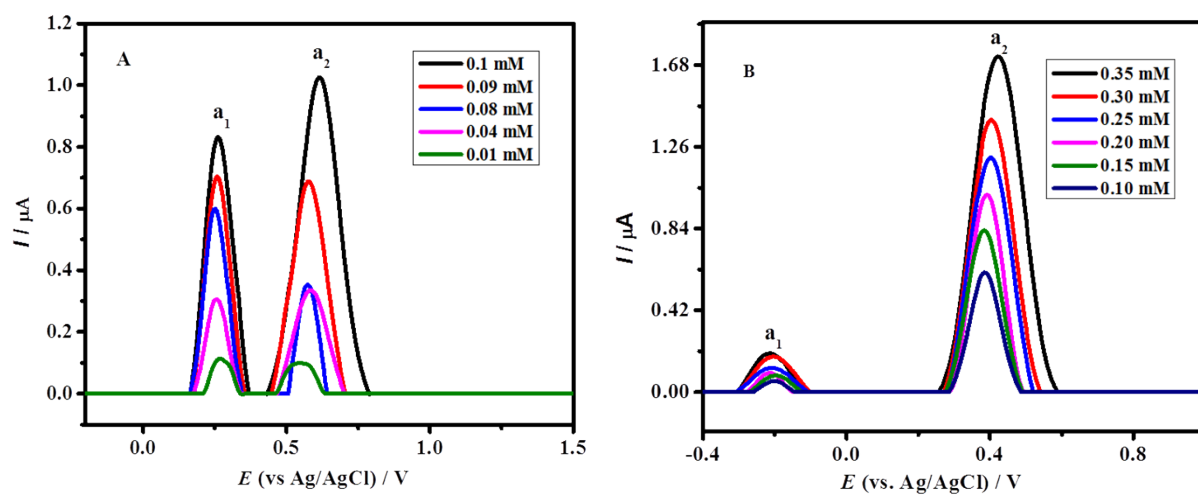 A
a1
a2
0.1 mM
0.09 mM
0.08 mM
0.04 mM
0.01 mM
1.2
1.0
0.8
0.6
0.4
0.2
0.0
I / µA
0.0
0.5
1.0
1.5
E (vs Ag/AgCl) / V
B
a1
a2
0.35 mM
0.30 mM
0.25 mM
0.20 mM
0.15 mM
0.10 mM
1.68
1.26
0.84
0.42
0.00
I / µA
-0.4
0.0
0.4
0.8
E (vs. Ag/AgCl) / V